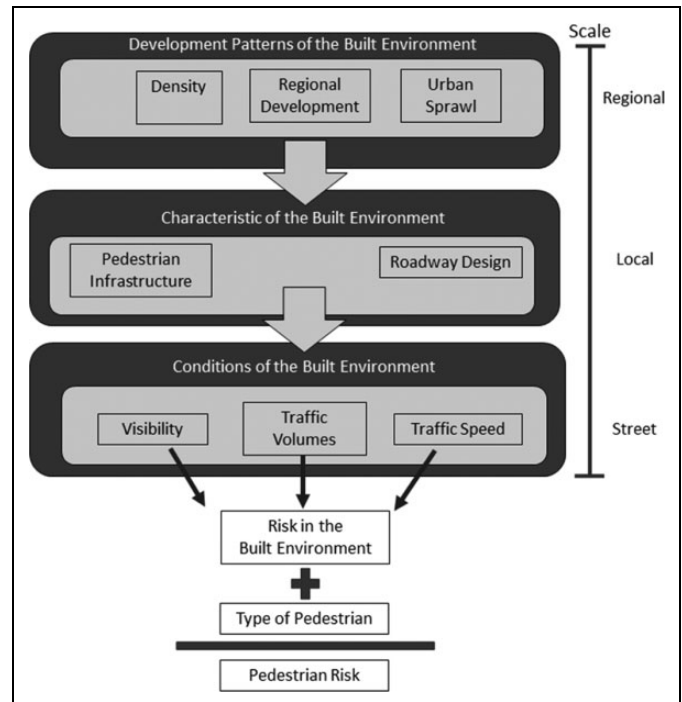 Scale
Development Patterns of the Built Environment
Density
Regional
Development
Urban
Sprawl
Regional
Characteristic of the Built Environment
Pedestrian
Infrastructure
Roadway Design
Local
Conditions of the Built Environment
Visibility
Traffic
Volumes
Traffic Speed
Street
Risk in the
Built Environment
+
Type of Pedestrian
Pedestrian Risk